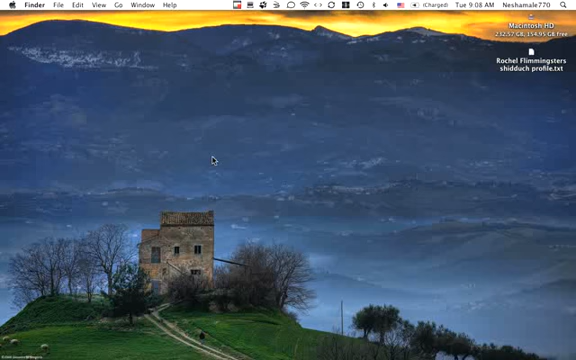 Finder File Edit View Go Window Help (Charged) Tue 9:08 AM Neshamale770
Macintosh HD
232.57 GB, 154.95 GB free
Rochel Flimmingsters
shidduch profile.txt